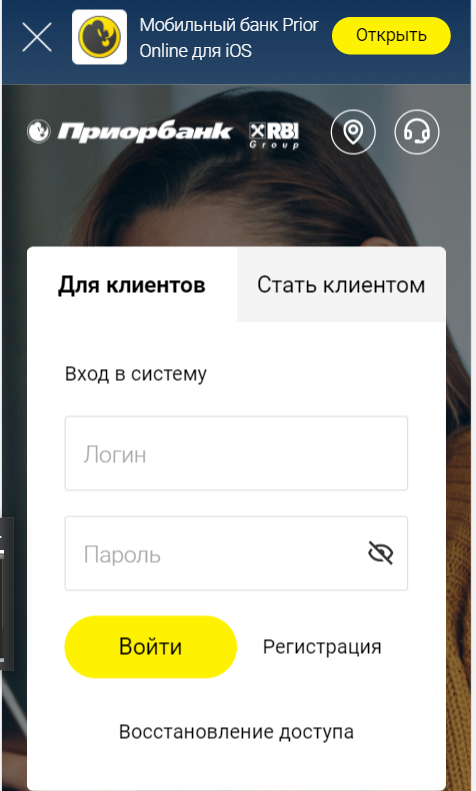 Мобильный банк Prior
Online для iOS
Открыть
Приорбанк
RBI
Group
Для клиентов
Стать клиентом
Вход в систему
Логин
Пароль
Войти
Регистрация
Восстановление доступа